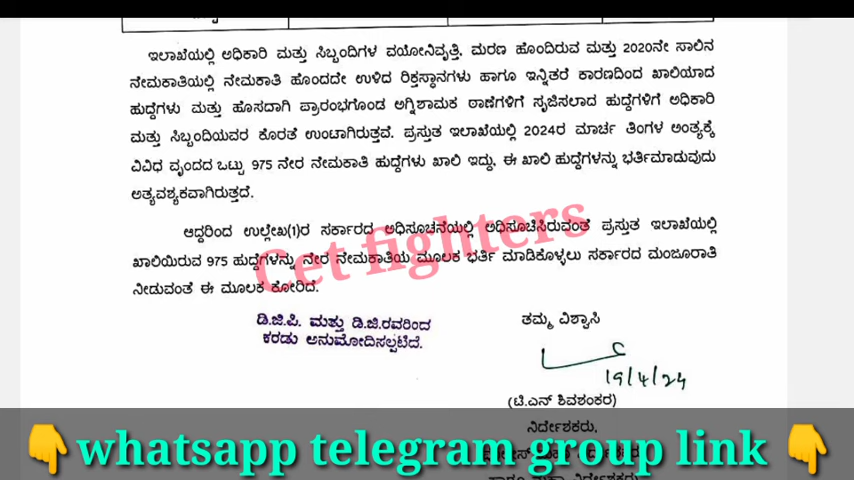 ಇಲಾಖೆಯಲ್ಲಿ ಅಧಿಕಾರಿ ಮತ್ತು ಸಿಬ್ಬಂದಿಗಳ ವಯೋನಿವೃತ್ತಿ, ಮರಣ ಹೊಂದಿರುವ ಮತ್ತು 2020ನೇ ಸಾಲಿನ
ನೇಮಕಾತಿಯಲ್ಲಿ ನೇಮಕಾತಿ ಹೊಂದದೇ ಉಳಿದ ರಿಕ್ತಸ್ಥಾನಗಳು ಹಾಗೂ ಇನ್ನಿತರೆ ಕಾರಣದಿಂದ ಖಾಲಿಯಾದ
ಹುದ್ದೆಗಳು ಮತ್ತು ಹೊಸದಾಗಿ ಪ್ರಾರಂಭಗೊಂಡ ಅಗ್ನಿಶಾಮಕ ಠಾಣೆಗಳಿಗೆ ಸೃಜಿಸಲಾದ ಹುದ್ದೆಗಳಿಗೆ ಅಧಿಕಾರಿ
ಮತ್ತು ಸಿಬ್ಬಂದಿಯವರ ಕೊರತೆ ಉಂಟಾಗಿರುತ್ತವೆ. ಪ್ರಸ್ತುತ ಇಲಾಖೆಯಲ್ಲಿ 2024ರ ಮಾರ್ಚ ತಿಂಗಳ ಅಂತ್ಯಕ್ಕೆ
ವಿವಿಧ ವೃಂದದ ಒಟ್ಟು 975 ನೇರ ನೇಮಕಾತಿ ಹುದ್ದೆಗಳು ಖಾಲಿ ಇದ್ದು, ಈ ಖಾಲಿ ಹುದ್ದೆಗಳನ್ನು ಭರ್ತಿಮಾಡುವುದು
ಅತ್ಯವಶ್ಯಕವಾಗಿರುತ್ತದೆ.
ಆದ್ದರಿಂದ ಉಲ್ಲೇಖ(1)ರ ಸರ್ಕಾರದ ಅಧಿಸೂಚನೆಯಲ್ಲಿ ಅಧಿಸೂಚಿಸಿರುವಂತೆ ಪ್ರಸ್ತುತ ಇಲಾಖೆಯಲ್ಲಿ
ಖಾಲಿಯಿರುವ 975 ಹುದ್ದೆಗಳನ್ನು ನೇರ ನೇಮಕಾತಿಯ ಮೂಲಕ ಭರ್ತಿ ಮಾಡಿಕೊಳ್ಳಲು ಸರ್ಕಾರದ ಮಂಜೂರಾತಿ
ನೀಡುವಂತೆ ಈ ಮೂಲಕ ಕೋರಿದೆ.
Cet fighters
ಡಿ.ಜಿ.ಪಿ. ಮತ್ತು ಡಿ.ಜಿ.ರವರಿಂದ
ಕರಡು ಅನುಮೋದಿಸಲ್ಪಟಿದೆ.
ತಮ್ಮ ವಿಶ್ವಾಸಿ
19/4/24
(ಟಿ.ಎನ್ ಶಿವಶಂಕರ)
ನಿರ್ದೇಶಕರು,
👇whatsapp telegram group link 👇